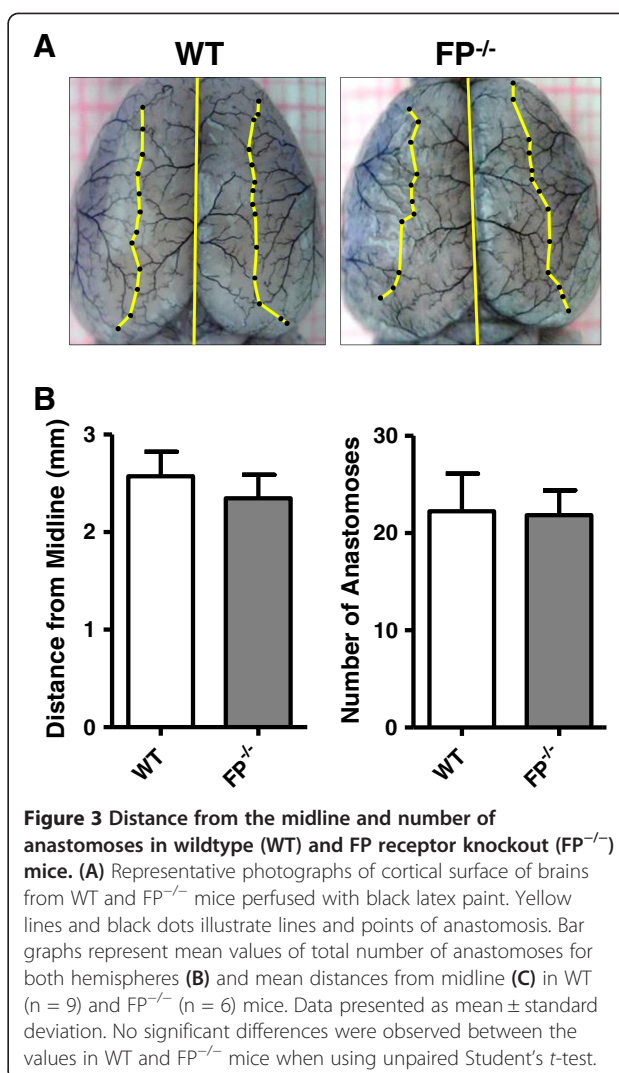 A
WT
FP-/-
B
Distance from Midline (mm)
3
2
1
0
WT
FP-/-
Number of Anastomoses
30
20
10
0
WT
FP-/-
Figure 3 Distance from the midline and number of
anastomoses in wildtype (WT) and FP receptor knockout (FP−/−)
mice. (A) Representative photographs of cortical surface of brains
from WT and FP−/− mice perfused with black latex paint. Yellow
lines and black dots illustrate lines and points of anastomosis. Bar
graphs represent mean values of total number of anastomoses for
both hemispheres (B) and mean distances from midline (C) in WT
(n = 9) and FP−/− (n = 6) mice. Data presented as mean ± standard
deviation. No significant differences were observed between the
values in WT and FP−/− mice when using unpaired Student's t-test.